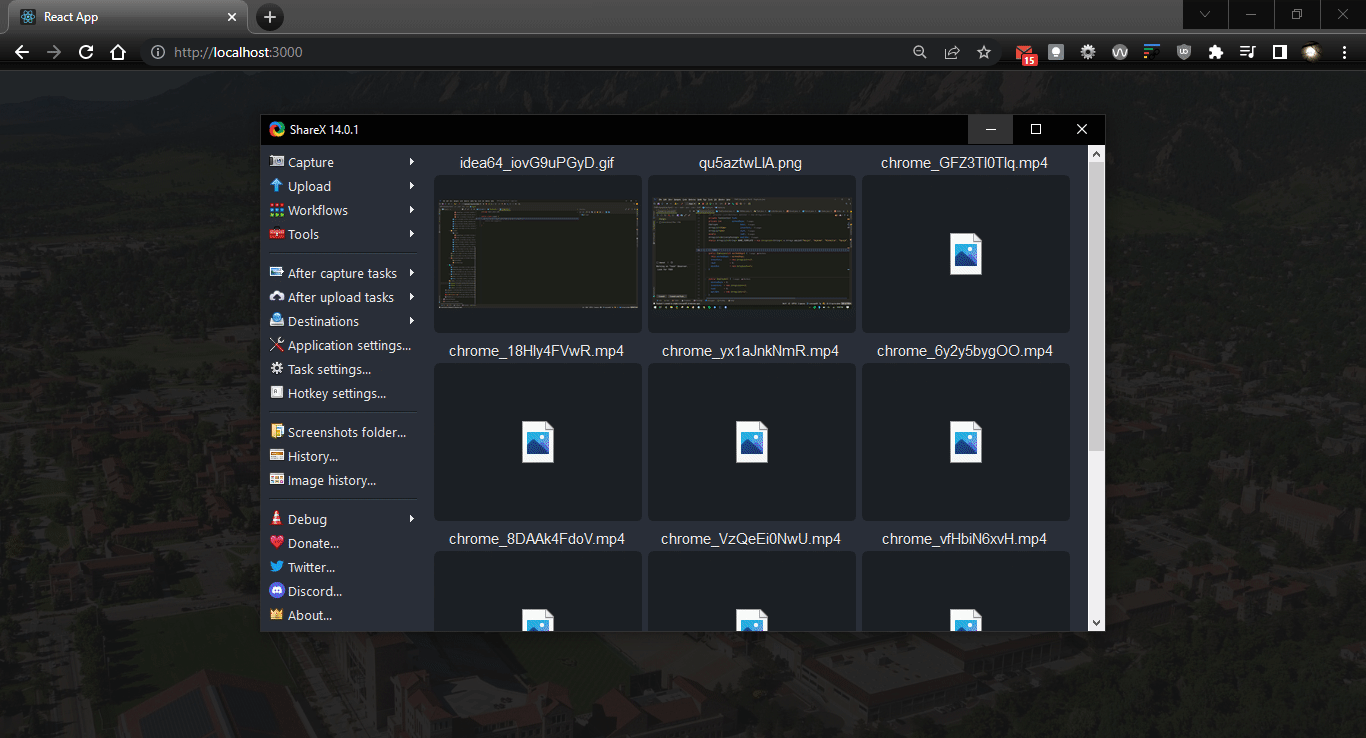 React App
http://localhost:3000
15
ShareX 14.0.1
Capture
Upload
Workflows
Tools
After capture tasks
After upload tasks
Destinations
Application settings...
Task settings...
Hotkey settings...
Screenshots folder...
History...
Image history...
Debug
Donate...
Twitter...
Discord...
About...
idea64_iovG9uPGyD.gif
qu5aztwLlA.png
chrome_GFZ3TI0TIq.mp4
chrome_18Hly4FVwR.mp4
chrome_yx1aJnkNmR.mp4
chrome_6y2y5bygOO.mp4
chrome_8DAAk4FdoV.mp4
chrome_VzQeEi0NwU.mp4
chrome_vfHbiN6xvH.mp4